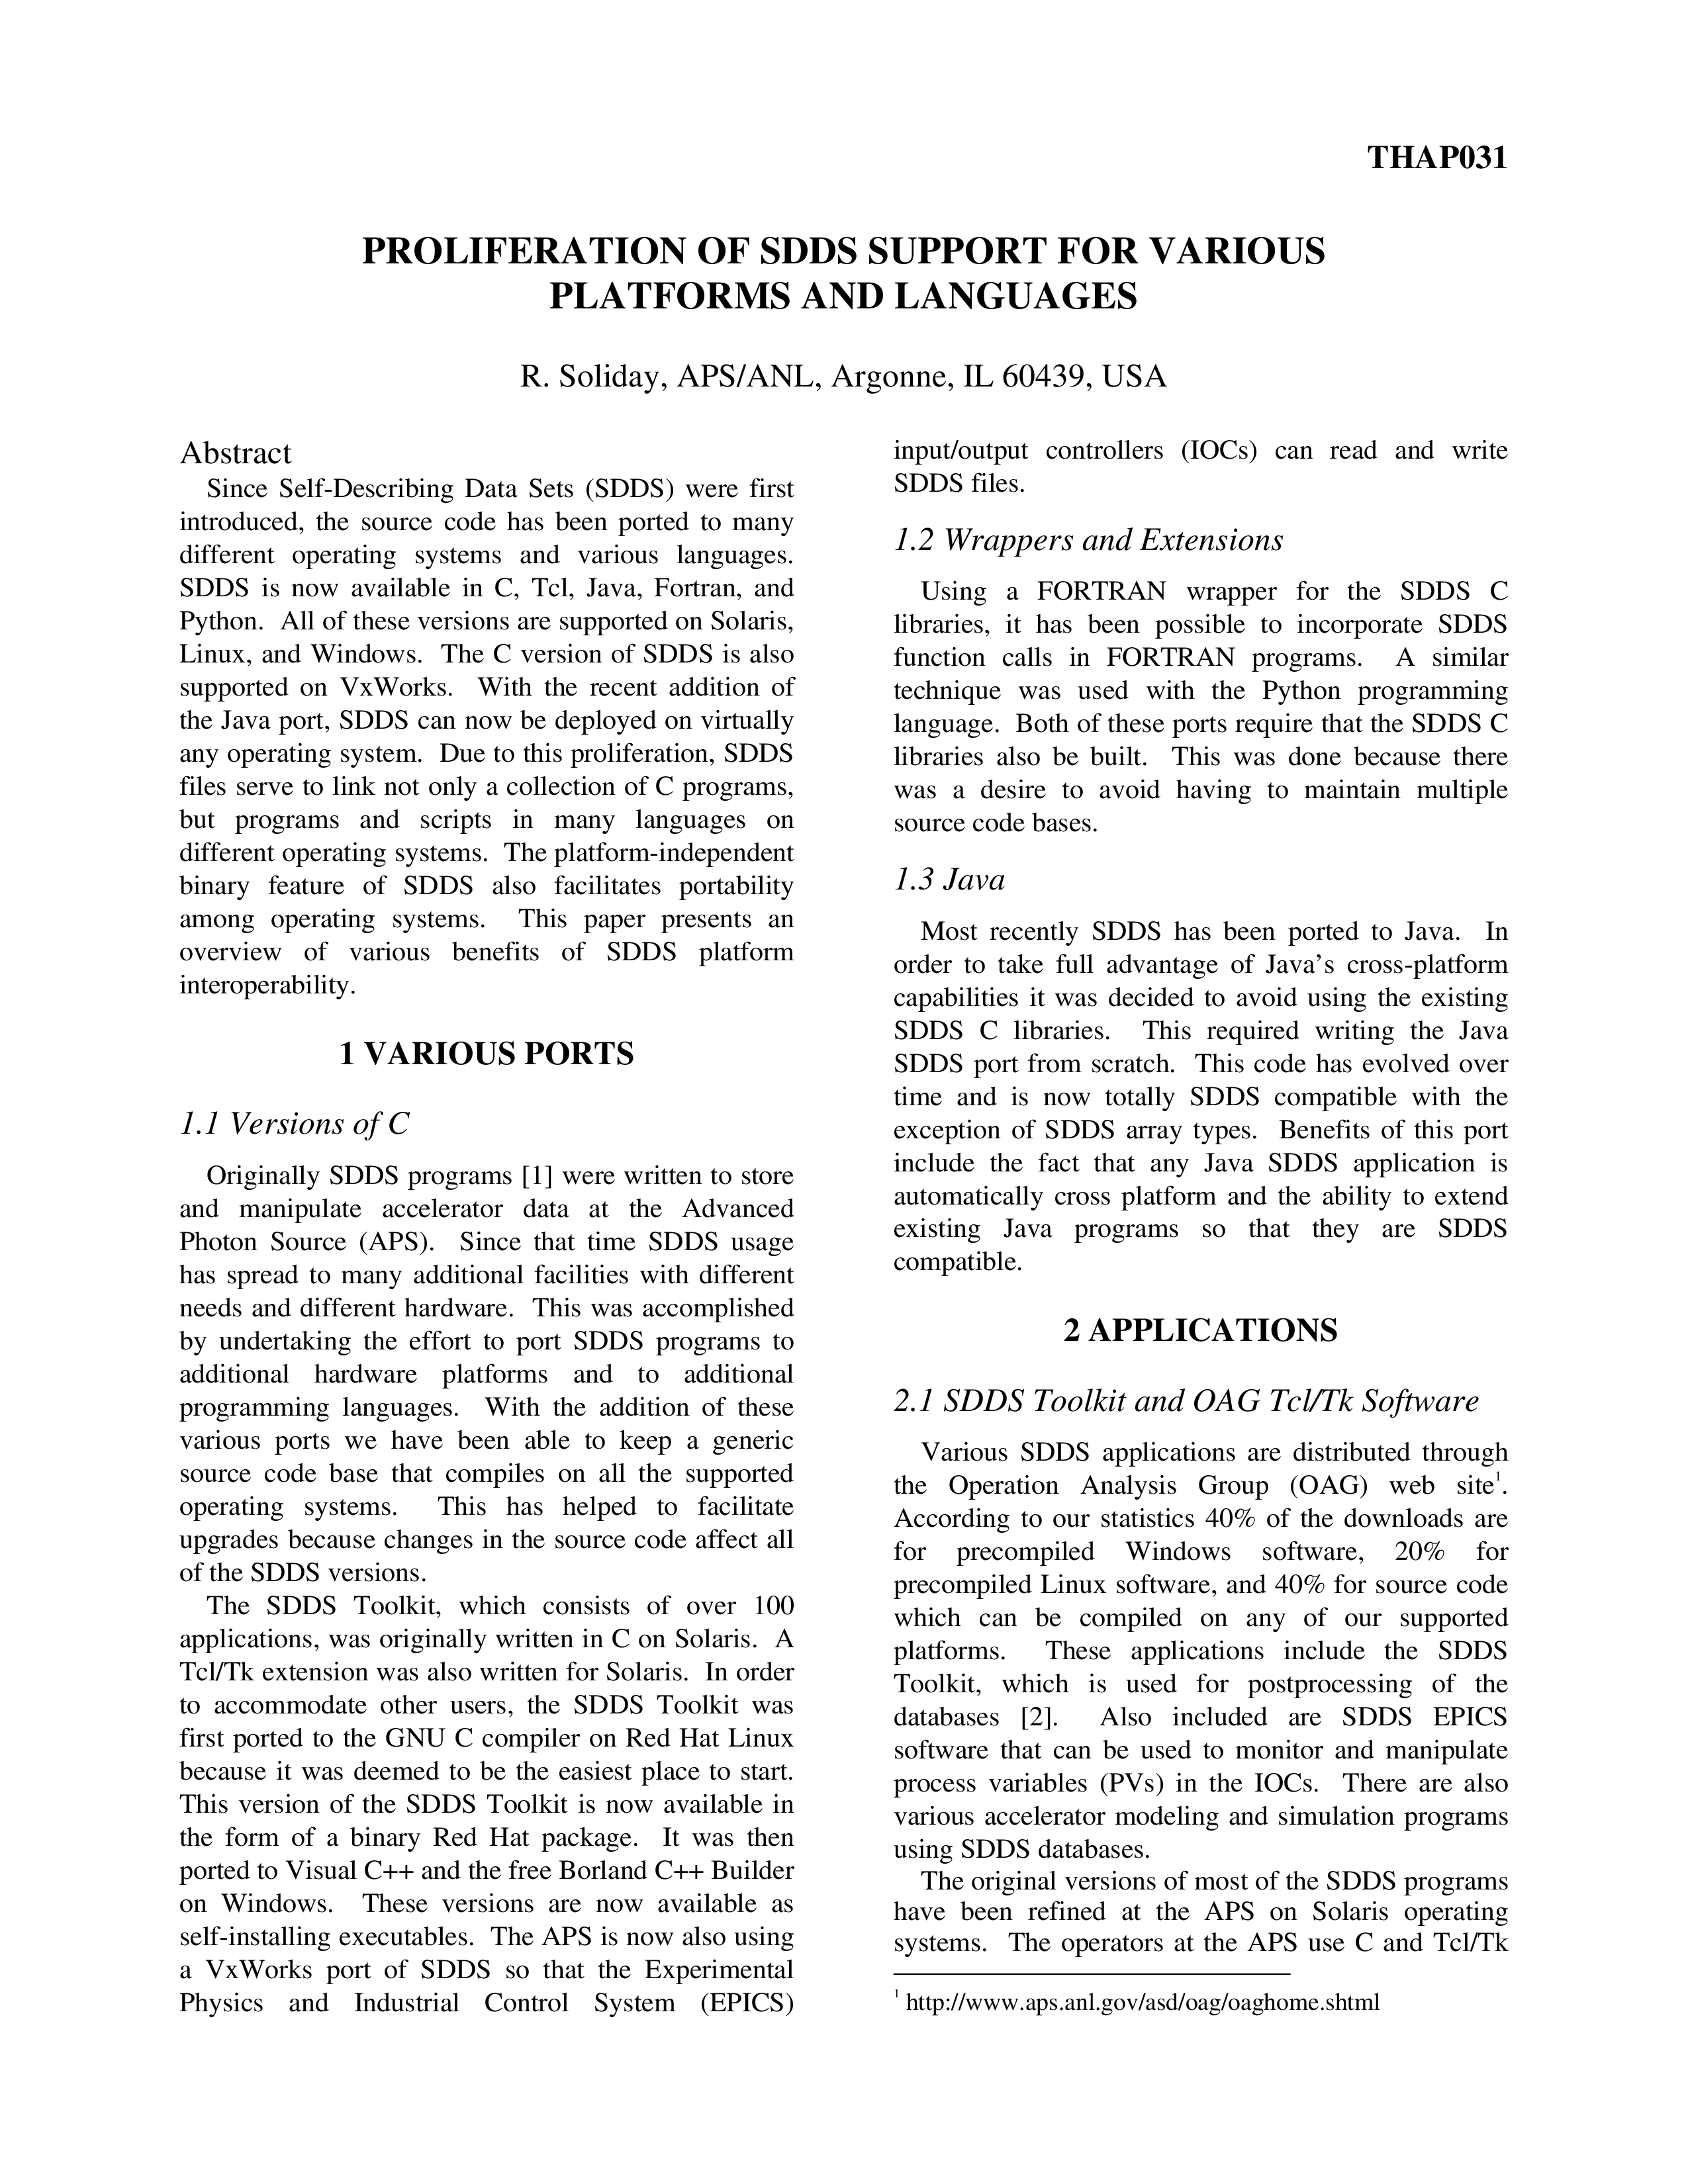 THAP031
PROLIFERATION OF SDDS SUPPORT FOR VARIOUS
PLATFORMS AND LANGUAGES
R. Soliday, APS/ANL, Argonne, IL 60439, USA
Abstract
Since Self-Describing Data Sets (SDDS) were first
introduced, the source code has been ported to many
different operating systems and various languages.
SDDS is now available in C, Tcl, Java, Fortran, and
Python. All of these versions are supported on Solaris,
Linux, and Windows. The C version of SDDS is also
supported on VxWorks. With the recent addition of
the Java port, SDDS can now be deployed on virtually
any operating system. Due to this proliferation, SDDS
files serve to link not only a collection of C programs,
but programs and scripts in many languages on
different operating systems. The platform-independent
binary feature of SDDS also facilitates portability
among operating systems. This paper presents an
overview of various benefits of SDDS platform
interoperability.
1 VARIOUS PORTS
1.1 Versions of C
Originally SDDS programs [1] were written to store
and manipulate accelerator data at the Advanced
Photon Source (APS). Since that time SDDS usage
has spread to many additional facilities with different
needs and different hardware. This was accomplished
by undertaking the effort to port SDDS programs to
additional hardware platforms and to additional
programming languages. With the addition of these
various ports we have been able to keep a generic
source code base that compiles on all the supported
operating systems. This has helped to facilitate
upgrades because changes in the source code affect all
of the SDDS versions.
The SDDS Toolkit, which consists of over 100
applications, was originally written in C on Solaris. A
Tcl/Tk extension was also written for Solaris. In order
to accommodate other users, the SDDS Toolkit was
first ported to the GNU C compiler on Red Hat Linux
because it was deemed to be the easiest place to start.
This version of the SDDS Toolkit is now available in
the form of a binary Red Hat package. It was then
ported to Visual C++ and the free Borland C++ Builder
on Windows. These versions are now available as
self-installing executables. The APS is now also using
a VxWorks port of SDDS so that the Experimental
Physics and Industrial Control System (EPICS)
input/output controllers (IOCs) can read and write
SDDS files.
1.2 Wrappers and Extensions
Using a FORTRAN wrapper for the SDDS C
libraries, it has been possible to incorporate SDDS
function calls in FORTRAN programs. A similar
technique was used with the Python programming
language. Both of these ports require that the SDDS C
libraries also be built. This was done because there
was a desire to avoid having to maintain multiple
source code bases.
1.3 Java
Most recently SDDS has been ported to Java. In
order to take full advantage of Java's cross-platform
capabilities it was decided to avoid using the existing
SDDS C libraries. This required writing the Java
SDDS port from scratch. This code has evolved over
time and is now totally SDDS compatible with the
exception of SDDS array types. Benefits of this port
include the fact that any Java SDDS application is
automatically cross platform and the ability to extend
existing Java programs so that they are SDDS
compatible.
2 APPLICATIONS
2.1 SDDS Toolkit and OAG Tcl/Tk Software
Various SDDS applications are distributed through
the Operation Analysis Group (OAG) web site1.
According to our statistics 40% of the downloads are
for precompiled Windows software, 20% for
precompiled Linux software, and 40% for source code
which can be compiled on any of our supported
platforms. These applications include the SDDS
Toolkit, which is used for postprocessing of the
databases [2]. Also included are SDDS EPICS
software that can be used to monitor and manipulate
process variables (PVs) in the IOCs. There are also
various accelerator modeling and simulation programs
using SDDS databases.
The original versions of most of the SDDS programs
have been refined at the APS on Solaris operating
systems. The operators at the APS use C and Tcl/Tk
1 http://www.aps.anl.gov/asd/oag/oaghome.shtml